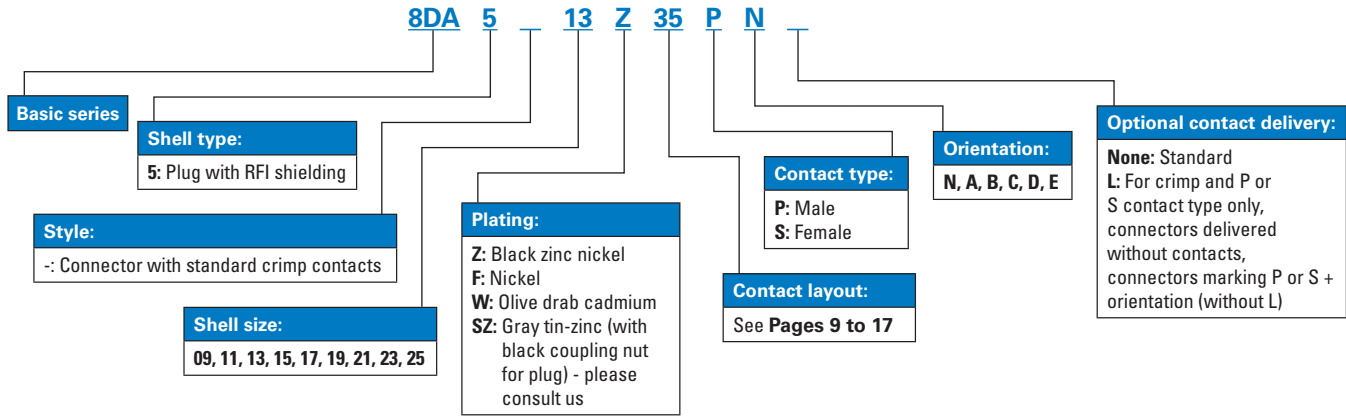 8DA 5 _ 13 Z 35 P N _
Basic series
Shell type:
5: Plug with RFI shielding
Style:
-: Connector with standard crimp contacts
Shell size:
09, 11, 13, 15, 17, 19, 21, 23, 25
Plating:
Z: Black zinc nickel
F: Nickel
W: Olive drab cadmium
SZ: Gray tin-zinc (with
black coupling nut
for plug) - please
consult us
Contact layout:
See Pages 9 to 17
Contact type:
P: Male
S: Female
Orientation:
N, A, B, C, D, E
Optional contact delivery:
None: Standard
L: For crimp and P or
S contact type only,
connectors delivered
without contacts,
connectors marking P or S +
orientation (without L)